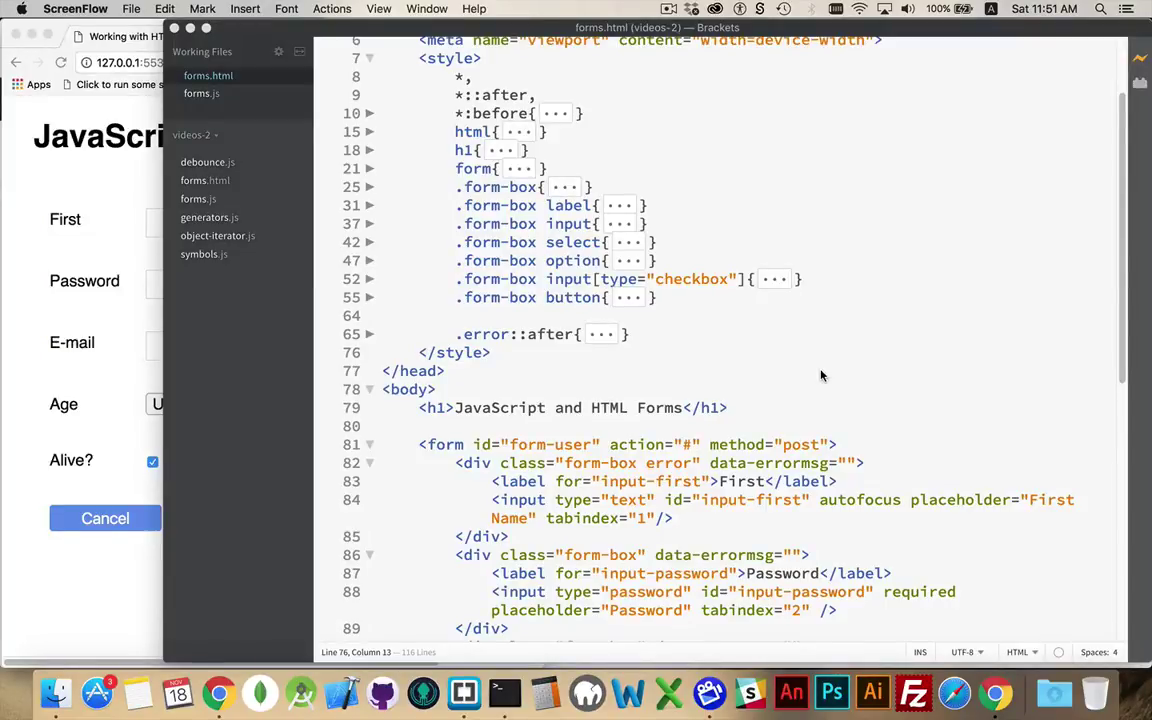 ScreenFlow File Edit Mark Insert Font Actions View Window Help 100% A Sat 11:51 AM
Working with HT
127.0.0.1:553
Apps Click to run some s
JavaScri
First
Password
E-mail
Age U
Alive?
Cancel
forms.html (videos-2) — Brackets
Working Files
forms.html
forms.js
videos-2
debounce.js
forms.html
forms.js
generators.js
object-iterator.js
symbols.js
6 <meta name="viewport" content="width=device-width">
7 <style>
8 *,
9 *::after,
10 *:before{ ... }
15 html{ ... }
18 h1{ ... }
21 form{ ... }
25 .form-box{ ... }
31 .form-box label{ ... }
37 .form-box input{ ... }
42 .form-box select{ ... }
47 .form-box option{ ... }
52 .form-box input[type="checkbox"]{ ... }
55 .form-box button{ ... }
64
65 .error::after{ ... }
76 </style>
77 </head>
78 <body>
79 <h1>JavaScript and HTML Forms</h1>
80
81 <form id="form-user" action="#" method="post">
82 <div class="form-box error" data-errormsg="">
83 <label for="input-first">First</label>
84 <input type="text" id="input-first" autofocus placeholder="First
Name" tabindex="1"/>
85 </div>
86 <div class="form-box" data-errormsg="">
87 <label for="input-password">Password</label>
88 <input type="password" id="input-password" required
placeholder="Password" tabindex="2" />
89 </div>
Line 76, Column 13 — 116 Lines INS UTF-8 HTML Spaces: 4
3 NOV 18 W X S An Ps Ai Fz